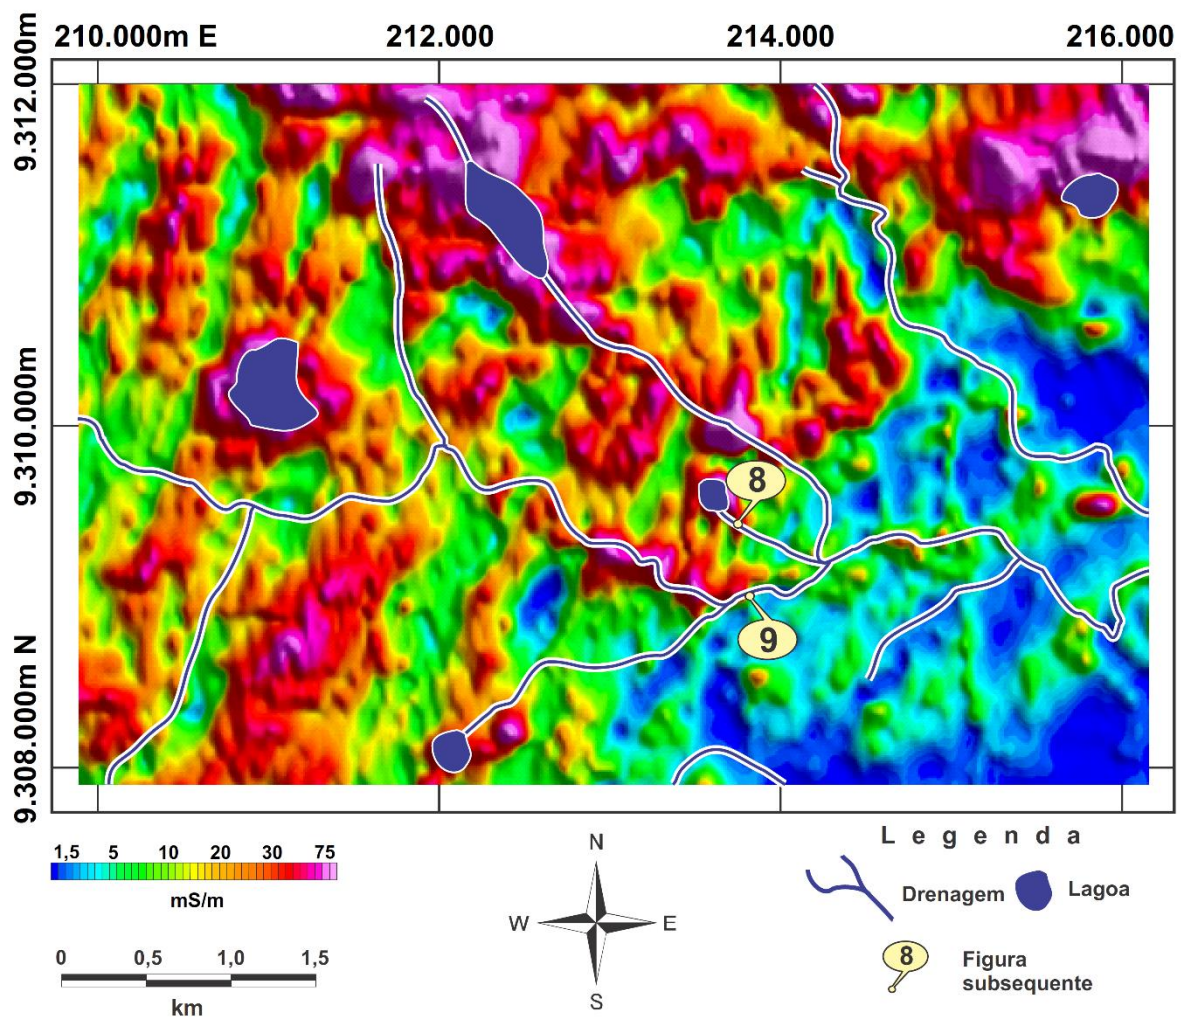 210.000m E 212.000 214.000 216.000
9.312.000m
9.310.000m
9.308.000m N
8
9
1,5 5 10 20 30 75
mS/m
0 0,5 1,0 1,5
km
N
W E
S
Legenda
Drenagem Lagoa
8 Figura
subsequente